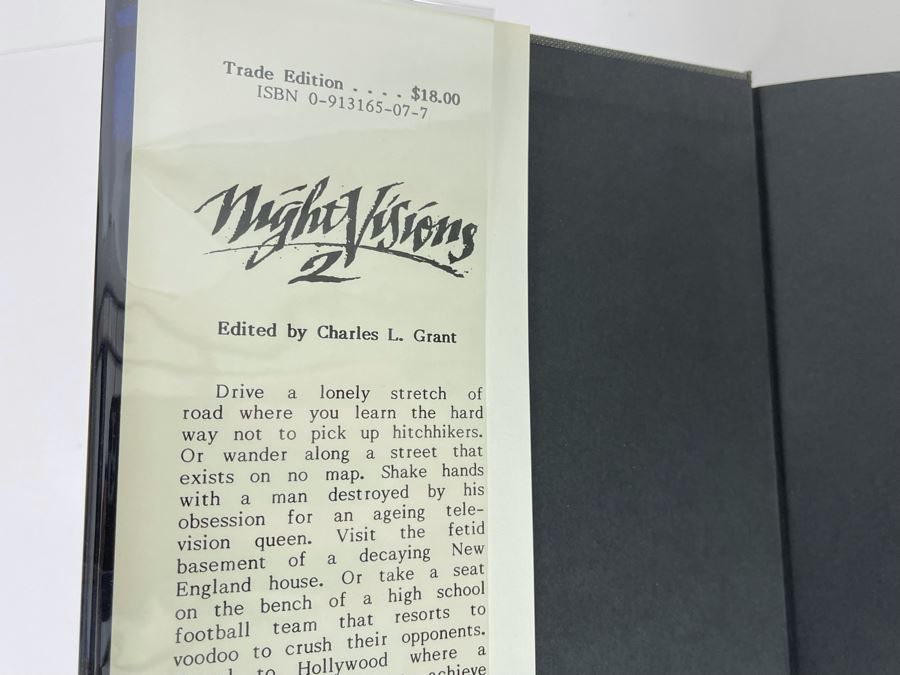 Trade Edition . . . . $18.00
ISBN 0-913165-07-7
Night Visions
2
Edited by Charles L. Grant
Drive a lonely stretch of
road where you learn the hard
way not to pick up hitchhikers.
Or wander along a street that
exists on no map. Shake hands
with a man destroyed by his
obsession for an ageing tele-
vision queen. Visit the fetid
basement of a decaying New
England house. Or take a seat
on the bench of a high school
football team that resorts to
voodoo to crush their opponents.
to Hollywood where a
achieve